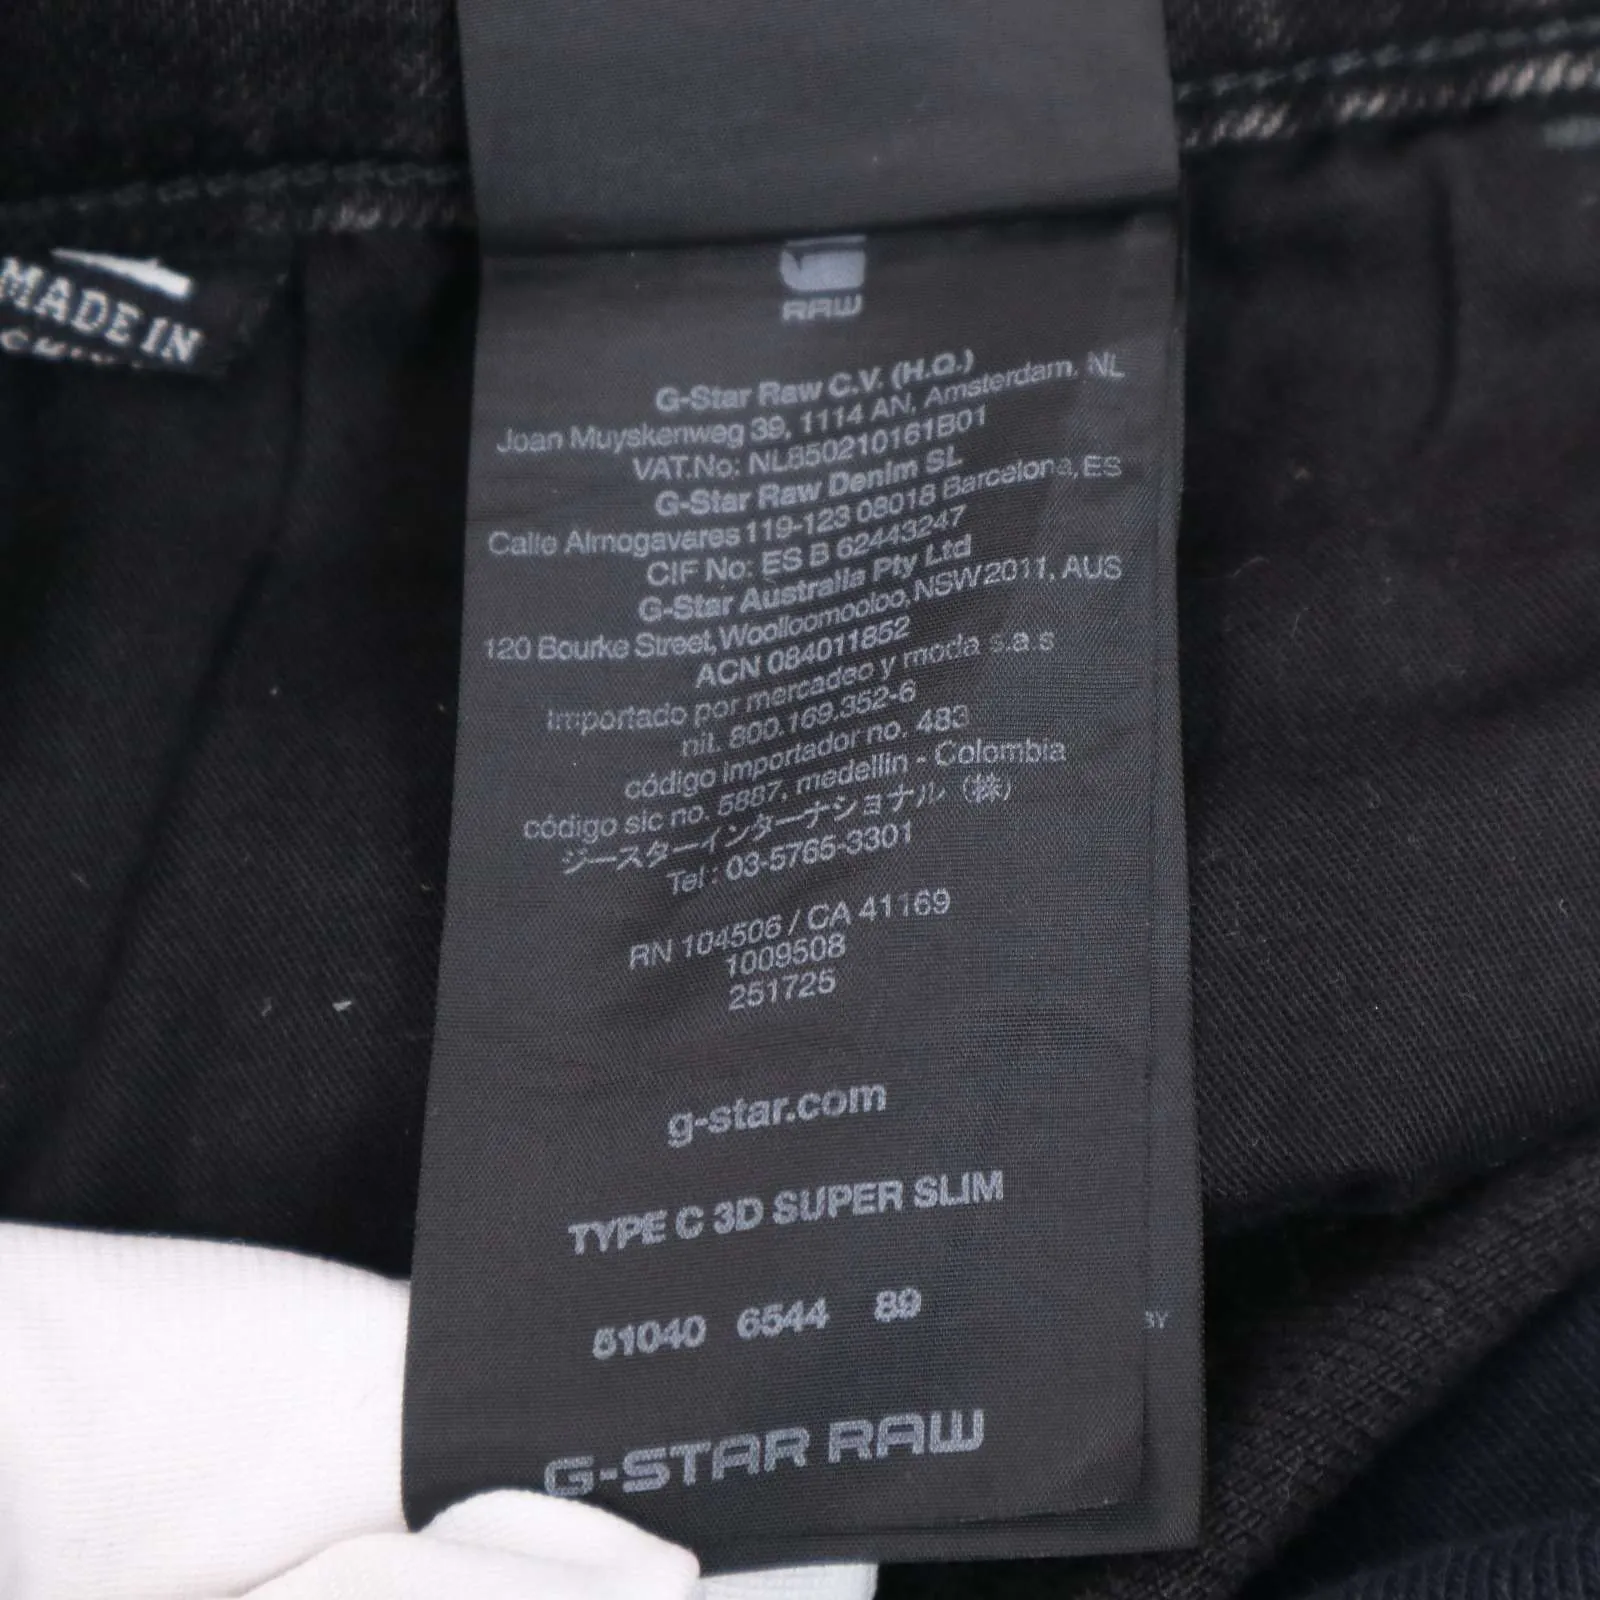 MADE IN
RAW
G-Star Raw C.V. (H.Q.)
Joan Muyskenweg 39, 1114 AN, Amsterdam, NL
VAT.No: NL850210161B01
G-Star Raw Denim SL
Calle Almogavares 119-123 08018 Barcelona, ES
CIF No: ES B 62443247
G-Star Australia Pty Ltd
120 Bourke Street, Woolloomooloo, NSW 2011, AUS
ACN 084011852
Importado por mercadeo y moda s.a.s
nit. 800.169.352-6
código importador no. 483
código sic no. 5887, medellin - Colombia
ジースターインターナショナル (株)
Tel : 03-5765-3301
RN 104506 / CA 41169
1009508
251725
g-star.com
TYPE C 3D SUPER SLIM
51040 6544 89
G-STAR RAW